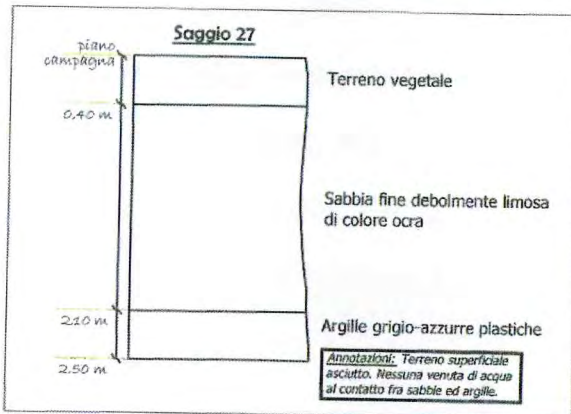 Saggio 27
piano
campagna
Terreno vegetale
0,40 m
Sabbia fine debolmente limosa
di colore ocra
2.10 m
Argille grigio-azzurre plastiche
2.50 m
Annotazioni: Terreno superficiale
asciutto. Nessuna venuta di acqua
al contatto fra sabbie ed argille.